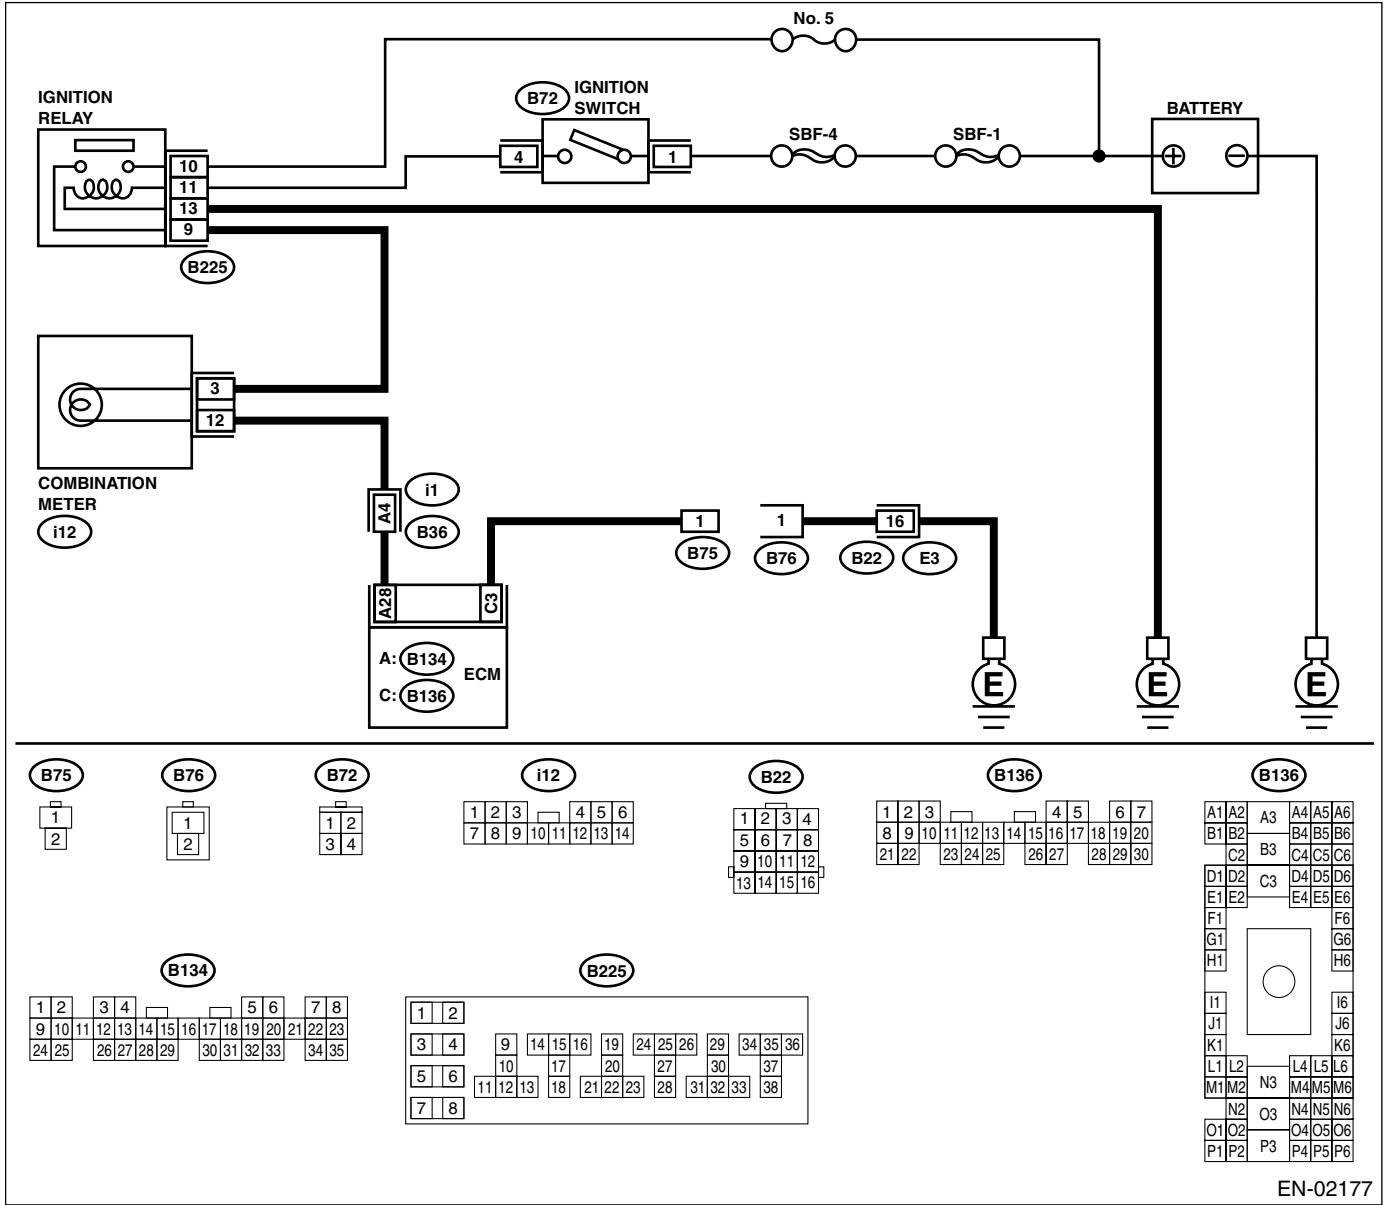 No. 5
IGNITION
RELAY
B72
IGNITION
SWITCH
SBF-4
SBF-1
BATTERY
4
1
10
11
13
9
B225
3
12
COMBINATION
METER
i12
i1
A4
B36
1
B75
1
B76
16
B22
E3
A28
C3
A: B134
C: B136
ECM
E
E
E
B75
1
2
B76
1
2
B72
1 2
3 4
i12
1 2 3 4 5 6
7 8 9 10 11 12 13 14
B22
1 2 3 4
5 6 7 8
9 10 11 12
13 14 15 16
B136
1 2 3 4 5 6 7
8 9 10 11 12 13 14 15 16 17 18 19 20
21 22 23 24 25 26 27 28 29 30
B136
A1 A2 A3 A4 A5 A6
B1 B2 B3 B4 B5 B6
C2 C4 C5 C6
D1 D2 C3 D4 D5 D6
E1 E2 E4 E5 E6
F1 F6
G1 G6
H1 H6
I1 I6
J1 J6
K1 K6
L1 L2 L4 L5 L6
M1 M2 N3 M4 M5 M6
N2 O3 N4 N5 N6
O1 O2 O4 O5 O6
P1 P2 P3 P4 P5 P6
B134
1 2 3 4 5 6 7 8
9 10 11 12 13 14 15 16 17 18 19 20 21 22 23
24 25 26 27 28 29 30 31 32 33 34 35
B225
1 2
3 4 9 14 15 16 19 24 25 26 29 34 35 36
10 17 20 27 30 37
5 6
11 12 13 18 21 22 23 28 31 32 33 38
7 8
EN-02177